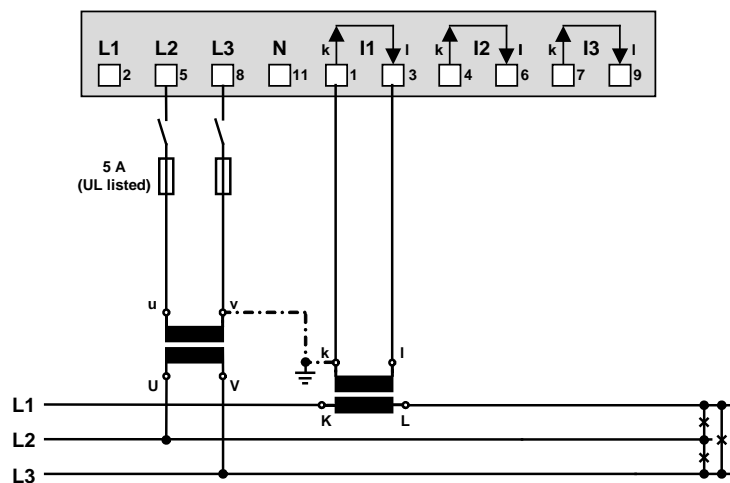 L1 L2 L3 N k I1 l k I2 l k I3 l
2 5 8 11 1 3 4 6 7 9
5 A
(UL listed)
u v
k l
U V
L1 K L
L2
L3